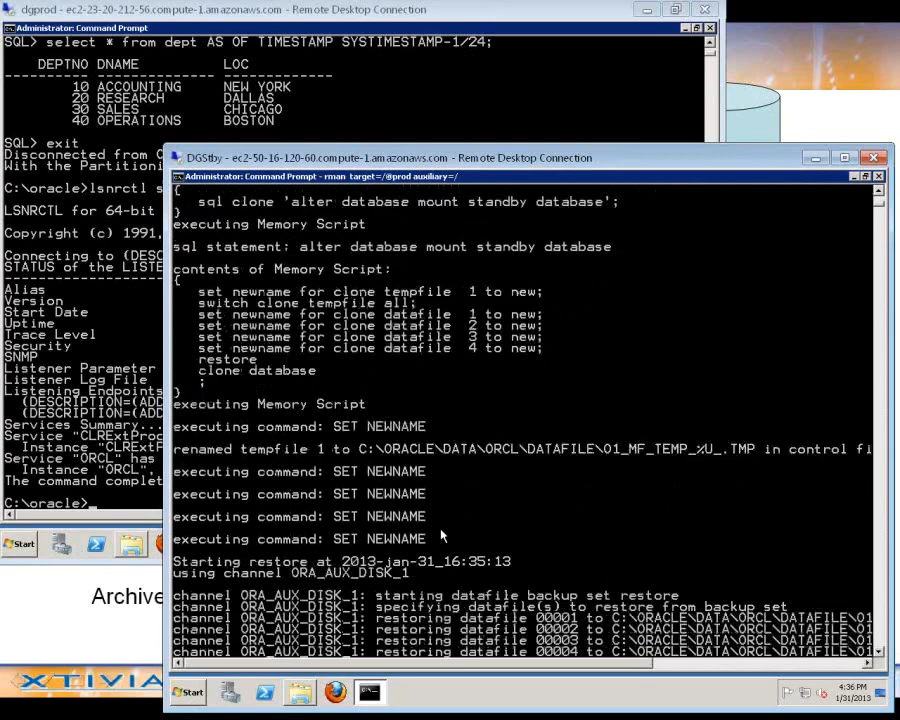 dgprod - ec2-23-20-212-56.compute-1.amazonaws.com - Remote Desktop Connection
Administrator: Command Prompt
SQL> select * from dept AS OF TIMESTAMP SYSTIMESTAMP-1/24;
DEPTNO DNAME LOC
---------- -------------- -------------
10 ACCOUNTING NEW YORK
20 RESEARCH DALLAS
30 SALES CHICAGO
40 OPERATIONS BOSTON
SQL> exit
Disconnected from O
With the Partitioni
C:\oracle>lsnrctl s
LSNRCTL for 64-bit
Copyright (c) 1991,
Connecting to (DESC
STATUS of the LISTE
------------------------
Alias
Version
Start Date
Uptime
Trace Level
Security
SNMP
Listener Parameter
Listener Log File
Listening Endpoints
(DESCRIPTION=(ADD
(DESCRIPTION=(ADD
Services Summary...
Service "CLRExtProc
Instance "CLRExtP
Service "ORCL" has
Instance "ORCL",
The command complet
C:\oracle>_
Start
Archive
XTIVIA
DGStby - ec2-50-16-120-60.compute-1.amazonaws.com - Remote Desktop Connection
Administrator: Command Prompt - rman target=/@prod auxiliary=/
{
sql clone 'alter database mount standby database';
}
executing Memory Script
sql statement: alter database mount standby database
contents of Memory Script:
{
set newname for clone tempfile 1 to new;
switch clone tempfile all;
set newname for clone datafile 1 to new;
set newname for clone datafile 2 to new;
set newname for clone datafile 3 to new;
set newname for clone datafile 4 to new;
restore
clone database
;
}
executing Memory Script
executing command: SET NEWNAME
renamed tempfile 1 to C:\ORACLE\DATA\ORCL\DATAFILE\O1_MF_TEMP_%U_.TMP in control fi
executing command: SET NEWNAME
executing command: SET NEWNAME
executing command: SET NEWNAME
executing command: SET NEWNAME
Starting restore at 2013-jan-31_16:35:13
using channel ORA_AUX_DISK_1
channel ORA_AUX_DISK_1: starting datafile backup set restore
channel ORA_AUX_DISK_1: specifying datafile(s) to restore from backup set
channel ORA_AUX_DISK_1: restoring datafile 00001 to C:\ORACLE\DATA\ORCL\DATAFILE\O1
channel ORA_AUX_DISK_1: restoring datafile 00002 to C:\ORACLE\DATA\ORCL\DATAFILE\O1
channel ORA_AUX_DISK_1: restoring datafile 00003 to C:\ORACLE\DATA\ORCL\DATAFILE\O1
channel ORA_AUX_DISK_1: restoring datafile 00004 to C:\ORACLE\DATA\ORCL\DATAFILE\O1
Start
4:36 PM
1/31/2013